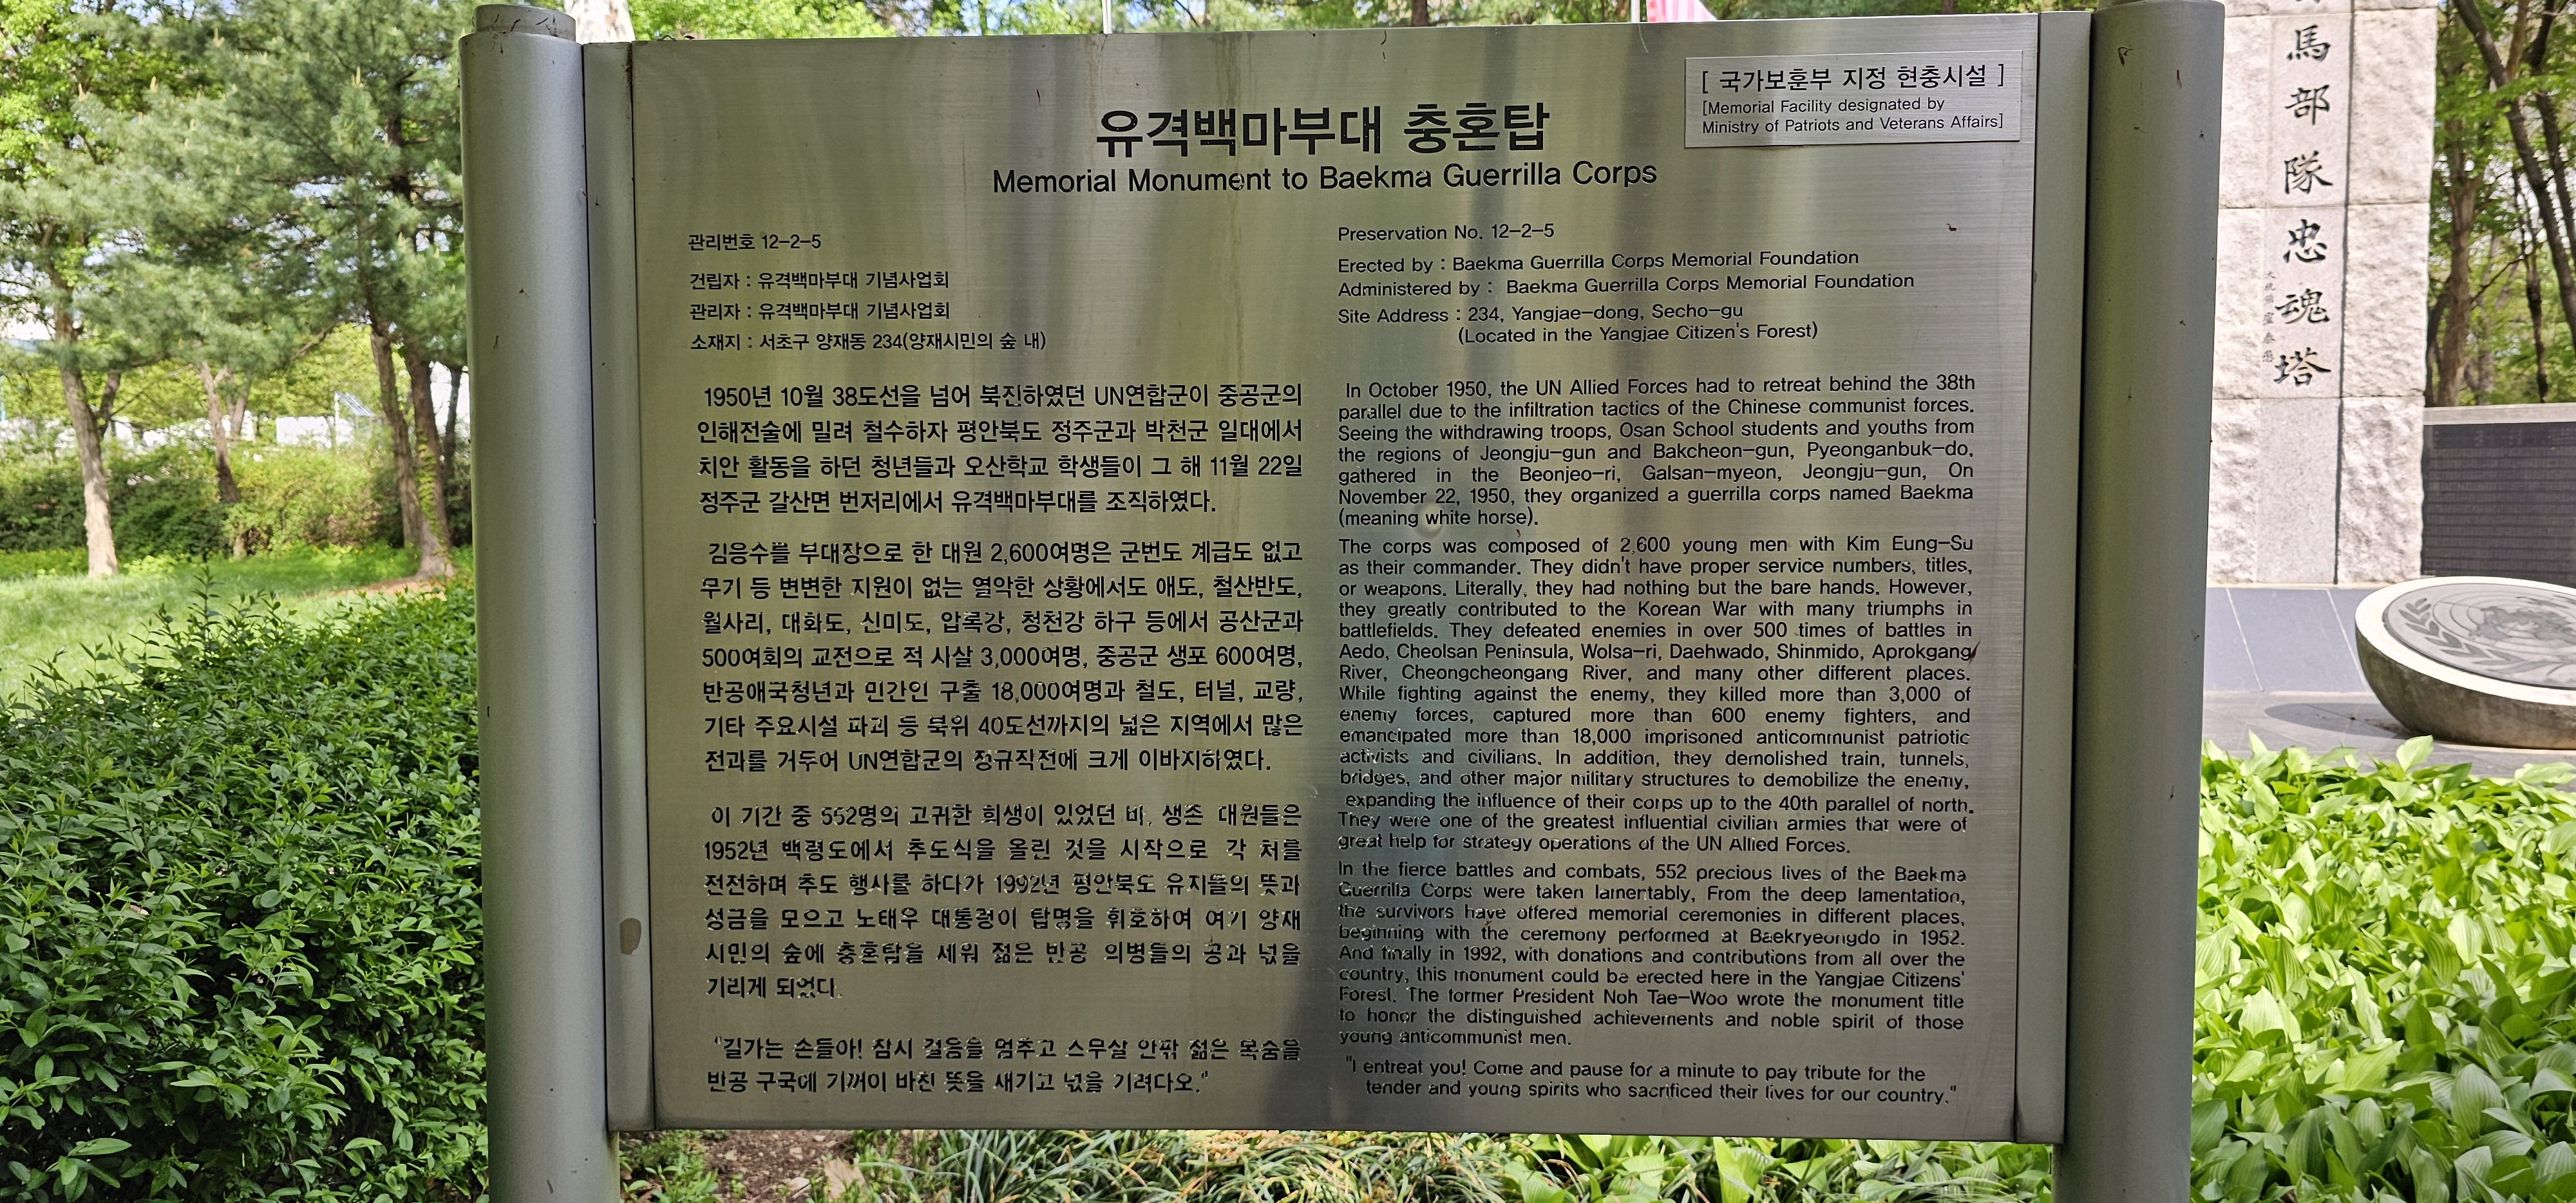 [ 국가보훈부 지정 현충시설 ]
[Memorial Facility designated by
Ministry of Patriots and Veterans Affairs]
유격백마부대 충혼탑
Memorial Monument to Baekma Guerrilla Corps
관리번호 12-2-5
건립자 : 유격백마부대 기념사업회
관리자 : 유격백마부대 기념사업회
소재지 : 서초구 양재동 234(양재시민의 숲 내)
1950년 10월 38도선을 넘어 북진하였던 UN연합군이 중공군의
인해전술에 밀려 철수하자 평안북도 정주군과 박천군 일대에서
치안 활동을 하던 청년들과 오산학교 학생들이 그 해 11월 22일
정주군 갈산면 번저리에서 유격백마부대를 조직하였다.
김응수를 부대장으로 한 대원 2,600여명은 군번도 계급도 없고
무기 등 변변한 지원이 없는 열악한 상황에서도 애도, 철산반도,
월사리, 대화도, 신미도, 압록강, 청천강 하구 등에서 공산군과
500여회의 교전으로 적 사살 3,000여명, 중공군 생포 600여명,
반공애국청년과 민간인 구출 18,000여명과 철도, 터널, 교량,
기타 주요시설 파괴 등 북위 40도선까지의 넓은 지역에서 많은
전과를 거두어 UN연합군의 정규작전에 크게 이바지하였다.
이 기간 중 552명의 고귀한 희생이 있었던 바, 생존 대원들은
1952년 백령도에서 추도식을 올린 것을 시작으로 각 처를
전전하며 추도 행사를 하다가 1992년 평안북도 유지들의 뜻과
성금을 모으고 노태우 대통령이 탑명을 휘호하여 여기 양재
시민의 숲에 충혼탑을 세워 젊은 반공 의병들의 공과 넋을
기리게 되었다.
"길가는 손들아! 잠시 걸음을 멈추고 스무살 안팎 젊은 목숨을
반공 구국에 기꺼이 바친 뜻을 새기고 넋을 기려다오."
Preservation No. 12-2-5
Erected by : Baekma Guerrilla Corps Memorial Foundation
Administered by : Baekma Guerrilla Corps Memorial Foundation
Site Address : 234, Yangjae-dong, Secho-gu
(Located in the Yangjae Citizen's Forest)
In October 1950, the UN Allied Forces had to retreat behind the 38th
parallel due to the infiltration tactics of the Chinese communist forces.
Seeing the withdrawing troops, Osan School students and youths from
the regions of Jeongju-gun and Bakcheon-gun, Pyeonganbuk-do,
gathered in the Beonjeo-ri, Galsan-myeon, Jeongju-gun, On
November 22, 1950, they organized a guerrilla corps named Baekma
(meaning white horse).
The corps was composed of 2,600 young men with Kim Eung-Su
as their commander. They didn't have proper service numbers, titles,
or weapons. Literally, they had nothing but the bare hands. However,
they greatly contributed to the Korean War with many triumphs in
battlefields. They defeated enemies in over 500 times of battles in
Aedo, Cheolsan Peninsula, Wolsa-ri, Daehwado, Shinmido, Aprokgang
River, Cheongcheongang River, and many other different places.
While fighting against the enemy, they killed more than 3,000 of
enemy forces, captured more than 600 enemy fighters, and
emancipated more than 18,000 imprisoned anticommunist patriotic
activists and civilians. In addition, they demolished train, tunnels,
bridges, and other major military structures to demobilize the enemy,
expanding the influence of their corps up to the 40th parallel of north.
They were one of the greatest influential civilian armies that were of
great help for strategy operations of the UN Allied Forces.
In the fierce battles and combats, 552 precious lives of the Baekma
Guerrilla Corps were taken lamentably, From the deep lamentation,
the survivors have offered memorial ceremonies in different places,
beginning with the ceremony performed at Baekryeongdo in 1952.
And finally in 1992, with donations and contributions from all over the
country, this monument could be erected here in the Yangjae Citizens'
Forest. The former President Noh Tae-Woo wrote the monument title
to honor the distinguished achievements and noble spirit of those
young anticommunist men.
"I entreat you! Come and pause for a minute to pay tribute for the
tender and young spirits who sacrificed their lives for our country."
馬部隊忠魂塔